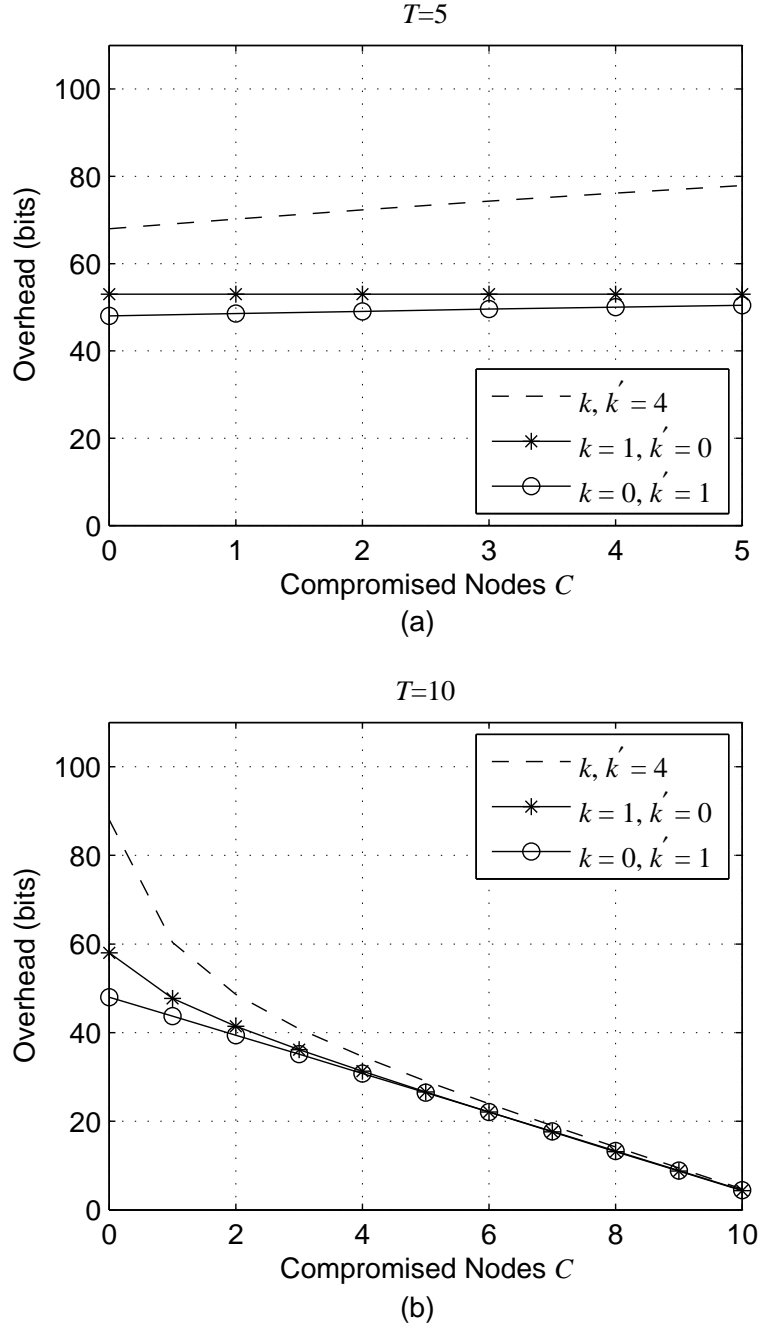 T=5
100
80
60
40
20
0
Overhead (bits)
k, k′ = 4
k = 1, k′ = 0
k = 0, k′ = 1
0 1 2 3 4 5
Compromised Nodes C
(a)
T=10
100
80
60
40
20
0
Overhead (bits)
k, k′ = 4
k = 1, k′ = 0
k = 0, k′ = 1
0 2 4 6 8 10
Compromised Nodes C
(b)